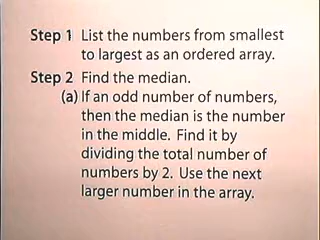 Step 1 List the numbers from smallest
to largest as an ordered array.
Step 2 Find the median.
(a) If an odd number of numbers,
then the median is the number
in the middle. Find it by
dividing the total number of
numbers by 2. Use the next
larger number in the array.